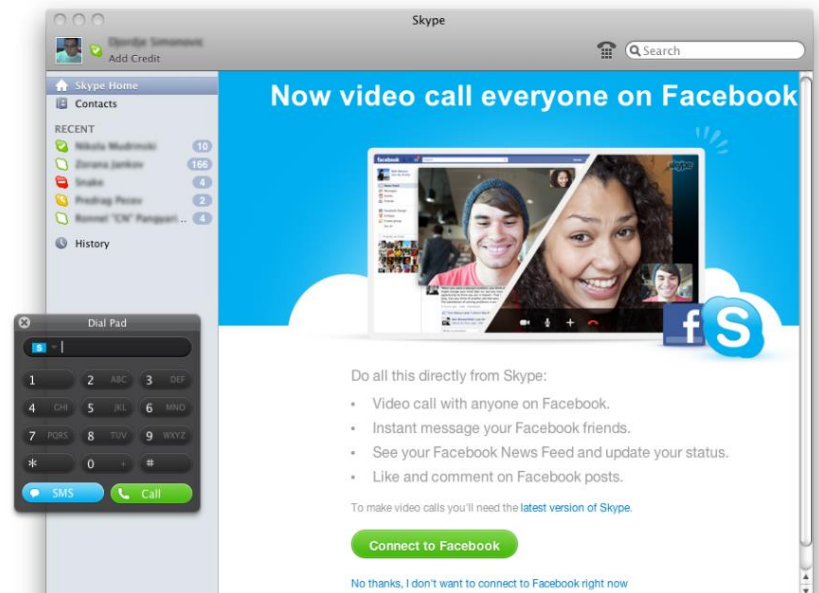 Skype
Add Credit
Search
Skype Home
Contacts
RECENT
10
166
4
2
4
History
Now video call everyone on Facebook
facebook
skype
Dial Pad
1
2 ABC
3 DEF
4 GHI
5 JKL
6 MNO
7 PQRS
8 TUV
9 WXYZ
*
0 +
#
SMS
Call
Do all this directly from Skype:
• Video call with anyone on Facebook.
• Instant message your Facebook friends.
• See your Facebook News Feed and update your status.
• Like and comment on Facebook posts.
To make video calls you'll need the latest version of Skype.
Connect to Facebook
No thanks, I don't want to connect to Facebook right now